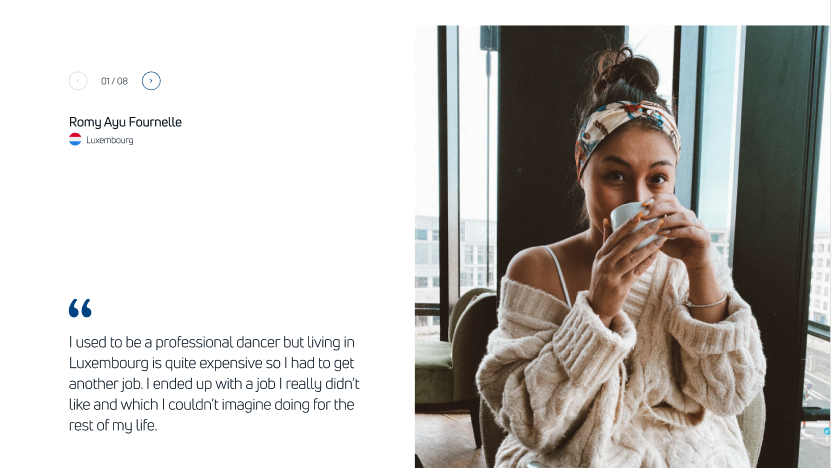 01 / 08
Romy Ayu Fournelle
Luxembourg
“
I used to be a professional dancer but living in
Luxembourg is quite expensive so I had to get
another job. I ended up with a job I really didn't
like and which I couldn't imagine doing for the
rest of my life.